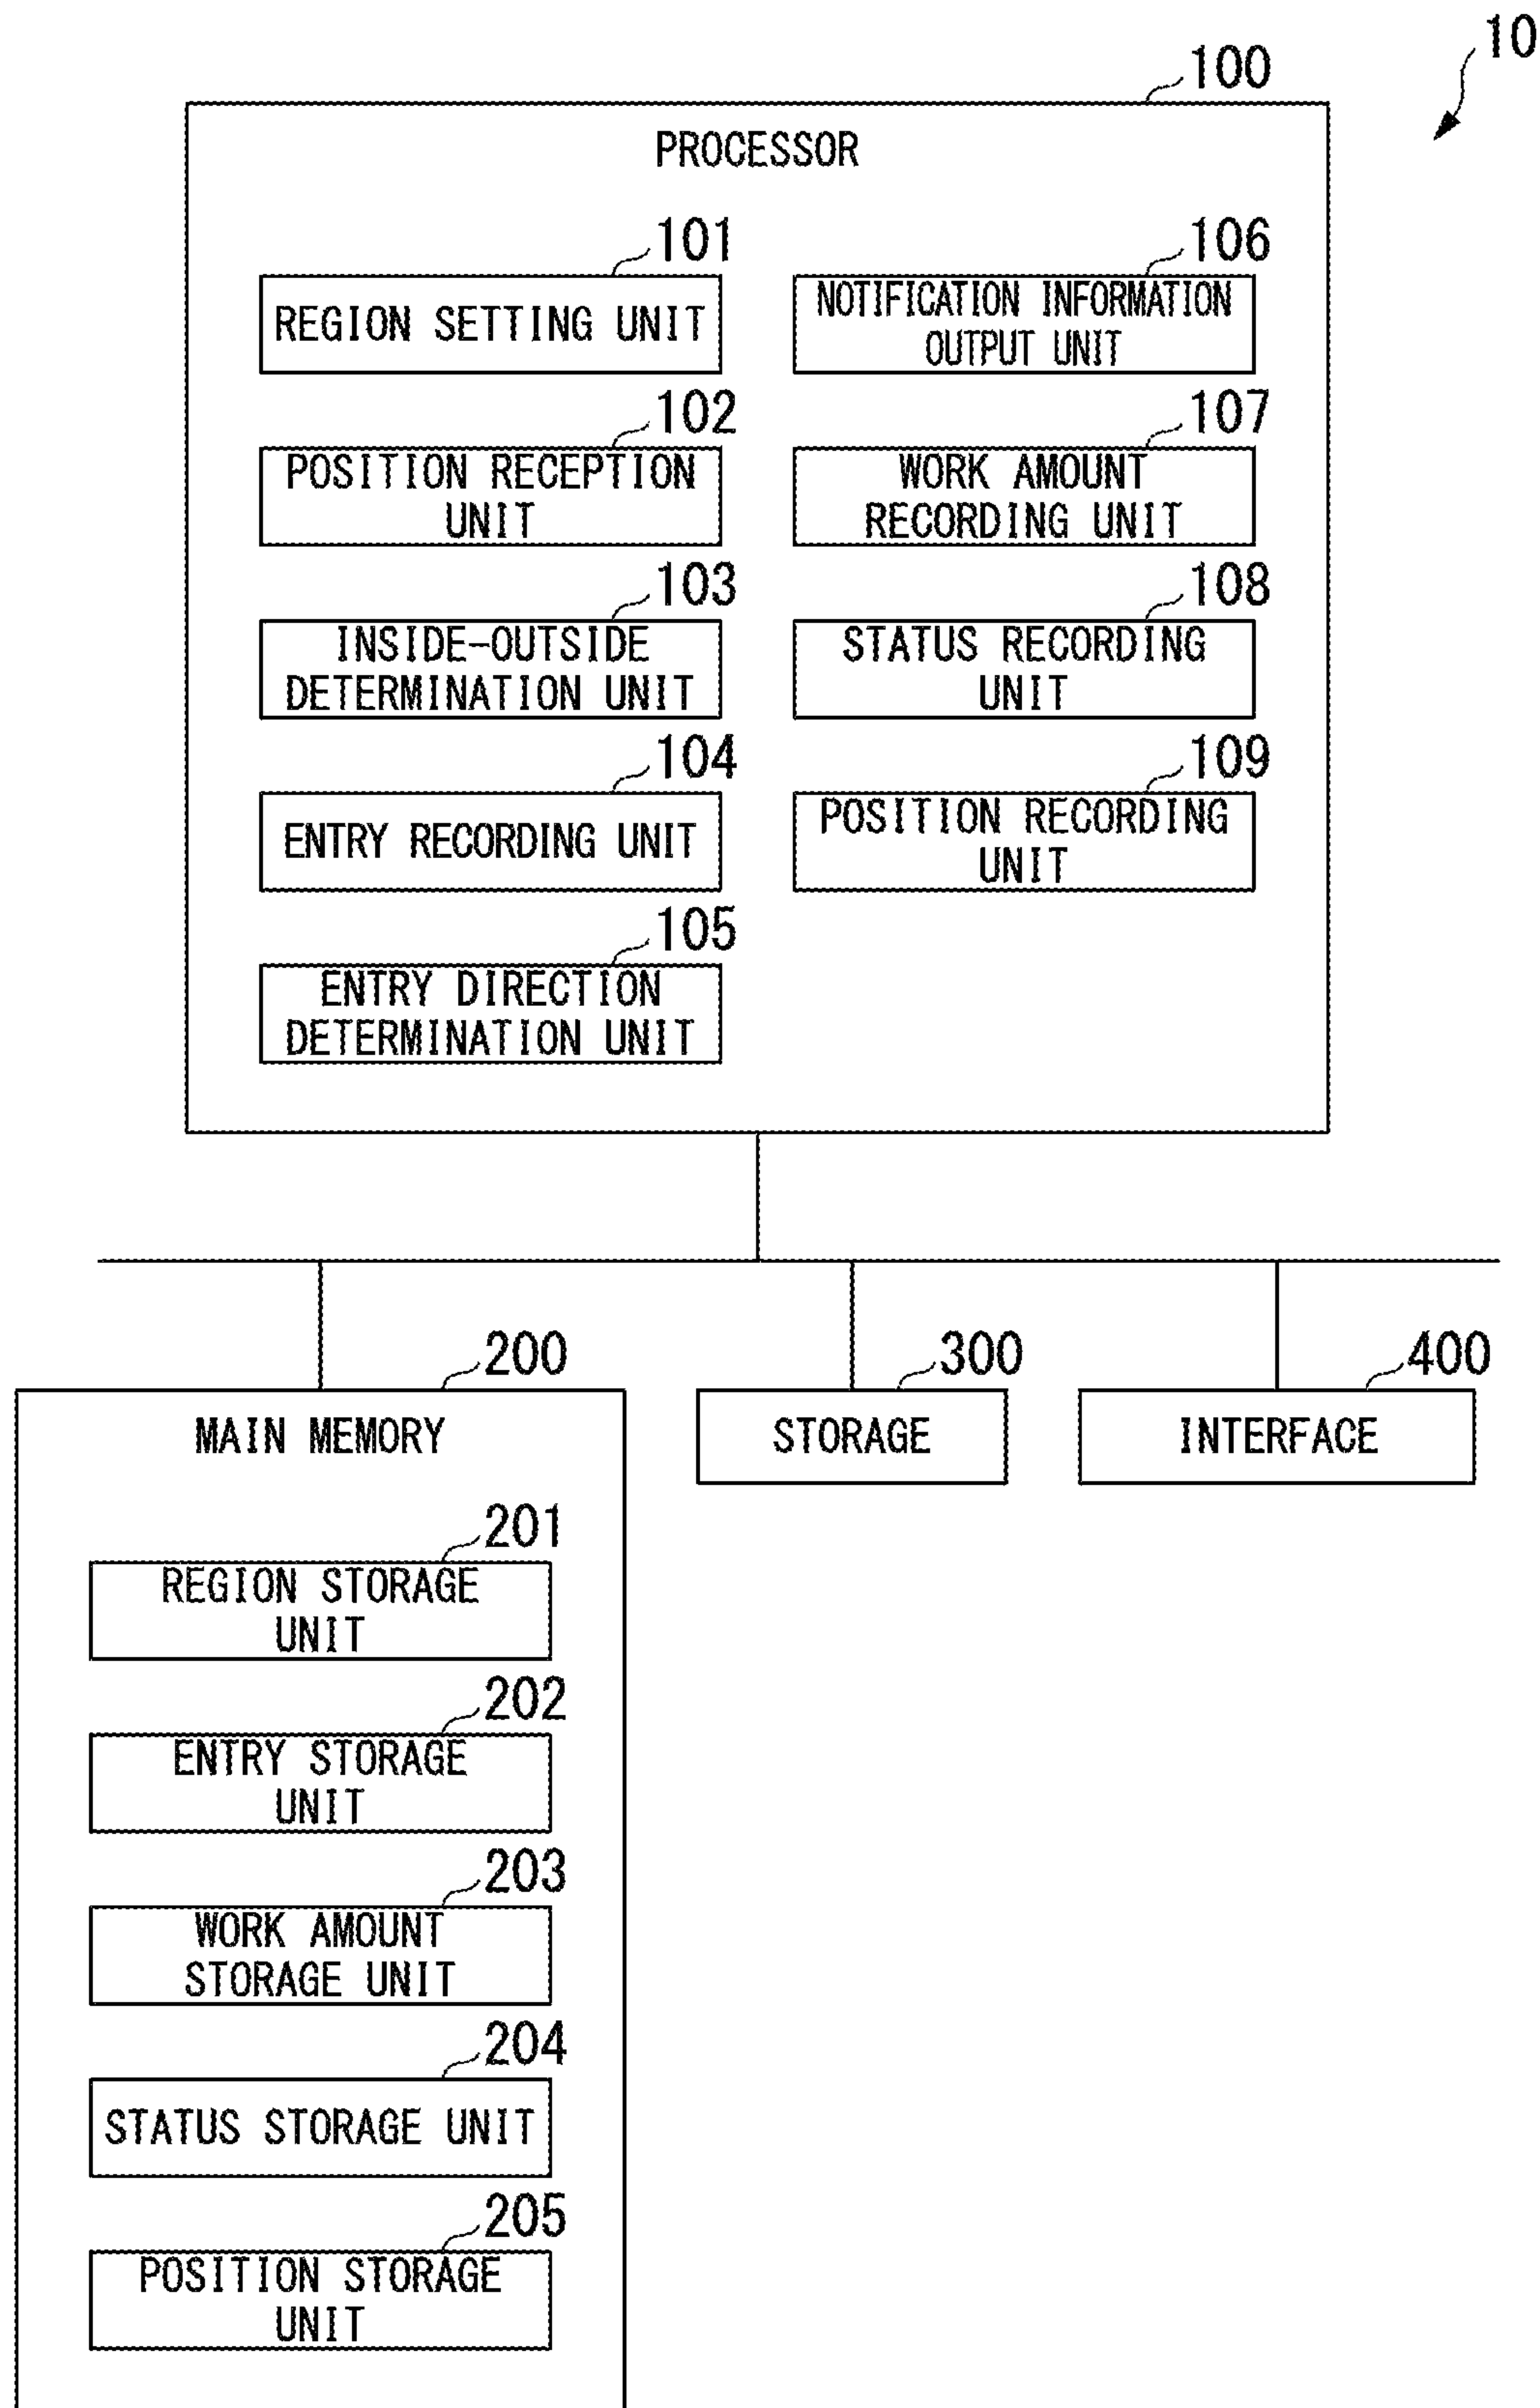 10
100
PROCESSOR
101
REGION SETTING UNIT
102
POSITION RECEPTION
UNIT
103
INSIDE-OUTSIDE
DETERMINATION UNIT
104
ENTRY RECORDING UNIT
105
ENTRY DIRECTION
DETERMINATION UNIT
106
NOTIFICATION INFORMATION
OUTPUT UNIT
107
WORK AMOUNT
RECORDING UNIT
108
STATUS RECORDING
UNIT
109
POSITION RECORDING
UNIT
200
MAIN MEMORY
201
REGION STORAGE
UNIT
202
ENTRY STORAGE
UNIT
203
WORK AMOUNT
STORAGE UNIT
204
STATUS STORAGE UNIT
205
POSITION STORAGE
UNIT
300
STORAGE
400
INTERFACE